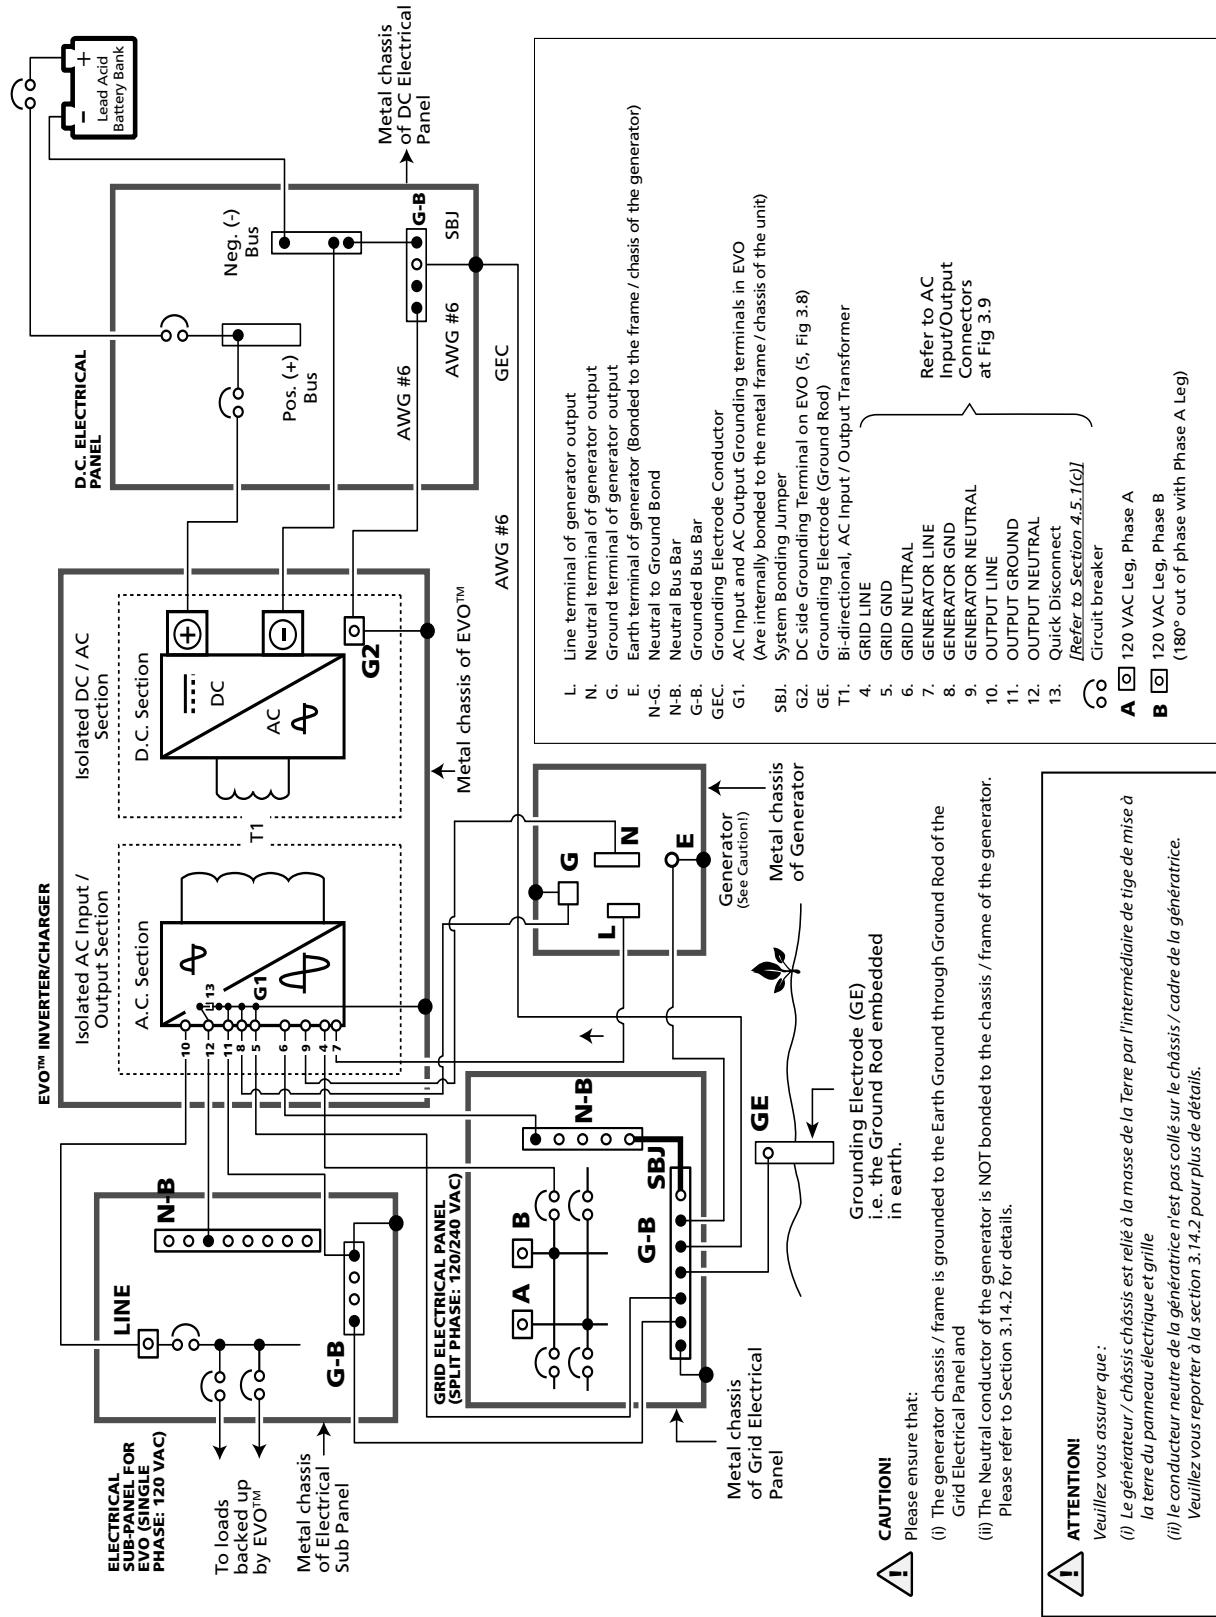 EVO™ INVERTER/CHARGER
Isolated AC Input /
Output Section
A.C. Section
Isolated DC / AC
Section
D.C. Section
T1
DC
AC
+
−
G2
G1
13
10
12
11
8
5
6
9
4
7
Metal chassis of EVO™
D.C. ELECTRICAL
PANEL
Pos. (+)
Bus
Neg. (-)
Bus
G-B
SBJ
AWG #6
AWG #6
GEC
AWG #6
Metal chassis
of DC Electrical
Panel
−
+
Lead Acid
Battery Bank
ELECTRICAL
SUB-PANEL FOR
EVO (SINGLE
PHASE: 120 VAC)
To loads
backed up
by EVO™
Metal chassis
of Electrical
Sub Panel
LINE
N-B
G-B
GRID ELECTRICAL PANEL
(SPLIT PHASE: 120/240 VAC)
A
B
N-B
SBJ
G-B
Metal chassis
of Grid Electrical
Panel
L
G
N
E
Generator
(See Caution!)
Metal chassis
of Generator
GE
Grounding Electrode (GE)
i.e. the Ground Rod embedded
in earth.
L. Line terminal of generator output
N. Neutral terminal of generator output
G. Ground terminal of generator output
E. Earth terminal of generator (Bonded to the frame / chasis of the generator)
N-G. Neutral to Ground Bond
N-B. Neutral Bus Bar
G-B. Grounded Bus Bar
GEC. Grounding Electrode Conductor
G1. AC Input and AC Output Grounding terminals in EVO
(Are internally bonded to the metal frame / chassis of the unit)
SBJ. System Bonding Jumper
G2. DC side Grounding Terminal on EVO (5, Fig 3.8)
GE. Grounding Electrode (Ground Rod)
T1. Bi-directional, AC Input / Output Transformer
4. GRID LINE
5. GRID GND
6. GRID NEUTRAL
7. GENERATOR LINE
8. GENERATOR GND
9. GENERATOR NEUTRAL
10. OUTPUT LINE
11. OUTPUT GROUND
12. OUTPUT NEUTRAL
13. Quick Disconnect
[Refer to Section 4.5.1(c)]
Circuit breaker
A 120 VAC Leg, Phase A
B 120 VAC Leg, Phase B
(180° out of phase with Phase A Leg)
Refer to AC
Input/Output
Connectors
at Fig 3.9
CAUTION!
Please ensure that:
(i) The generator chassis / frame is grounded to the Earth Ground through Ground Rod of the
Grid Electrical Panel and
(ii) The Neutral conductor of the generator is NOT bonded to the chassis / frame of the generator.
Please refer to Section 3.14.2 for details.
ATTENTION!
Veuillez vous assurer que :
(i) Le générateur / châssis châssis est relié à la masse de la Terre par l'intermédiaire de tige de mise à
la terre du panneau électrique et grille
(ii) le conducteur neutre de la génératrice n'est pas collé sur le châssis / cadre de la génératrice.
Veuillez vous reporter à la section 3.14.2 pour plus de détails.